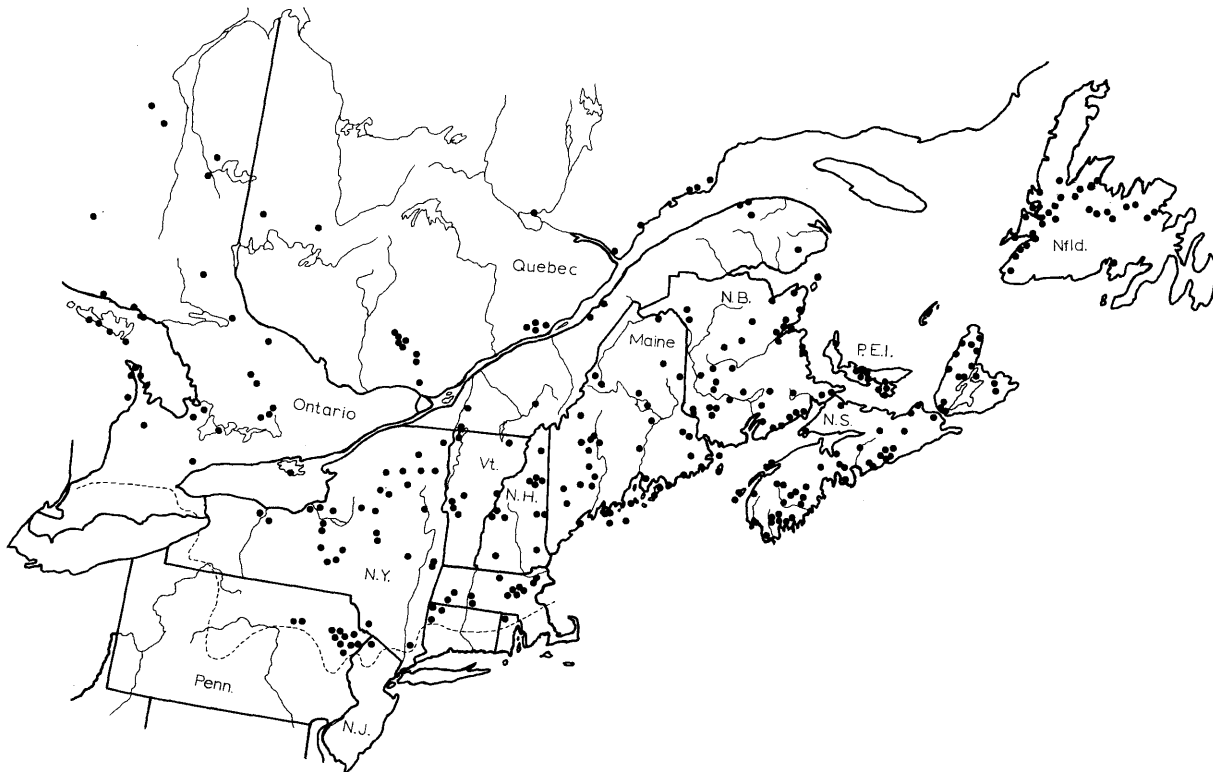 Nfld.
Quebec
N.B.
Maine
P.E.I.
Ontario
N.S.
Vt.
N.H.
N.Y.
Penn.
N.J.